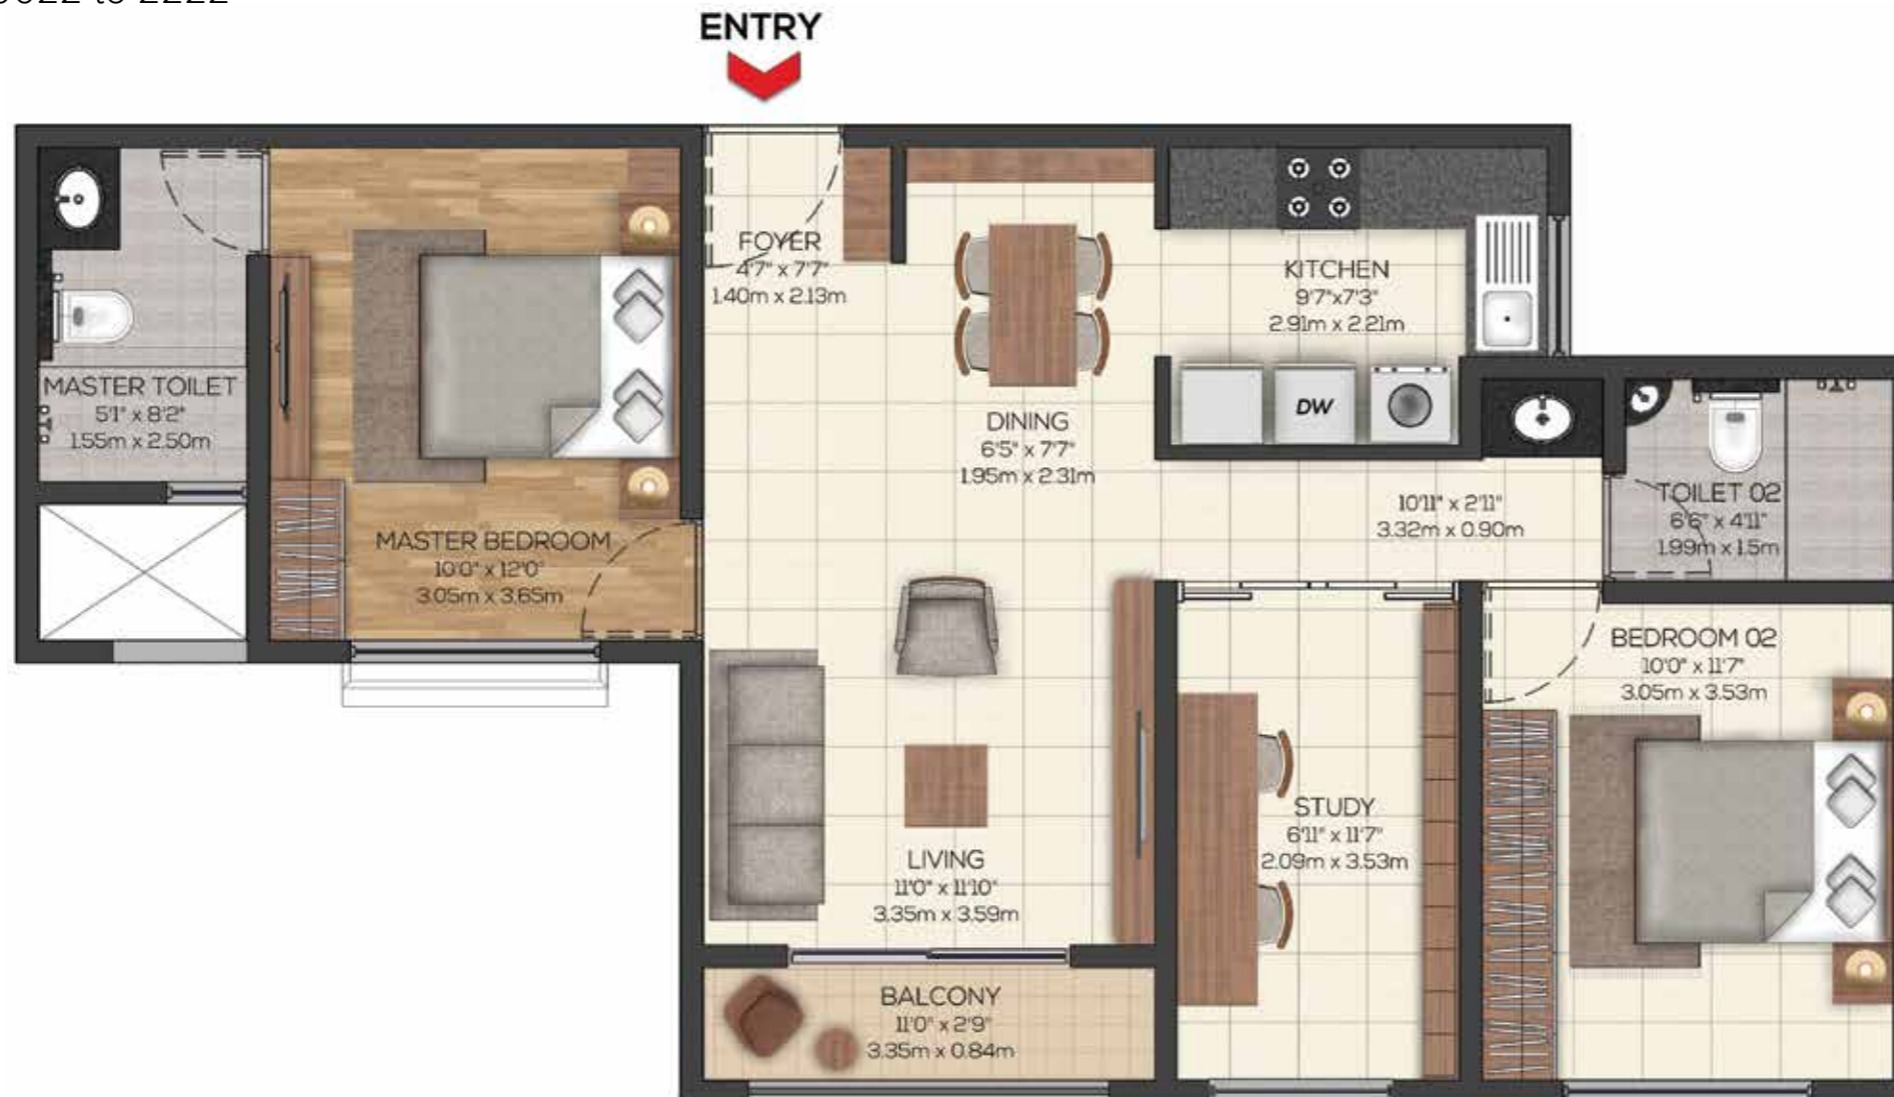 ENTRY
FOYER
4'7" x 7'7"
1.40m x 2.13m
KITCHEN
9'7"x7'3"
2.91m x 2.21m
MASTER TOILET
5'1" x 8'2"
1.55m x 2.50m
DW
DINING
6'5" x 7'7"
1.95m x 2.31m
10'11" x 2'11"
3.32m x 0.90m
TOILET 02
6'6" x 4'11"
1.99m x 1.5m
MASTER BEDROOM
10'0" x 12'0"
3.05m x 3.65m
BEDROOM 02
10'0" x 11'7"
3.05m x 3.53m
STUDY
6'11" x 11'7"
2.09m x 3.53m
LIVING
11'0" x 11'10"
3.35m x 3.59m
BALCONY
11'0" x 2'9"
3.35m x 0.84m